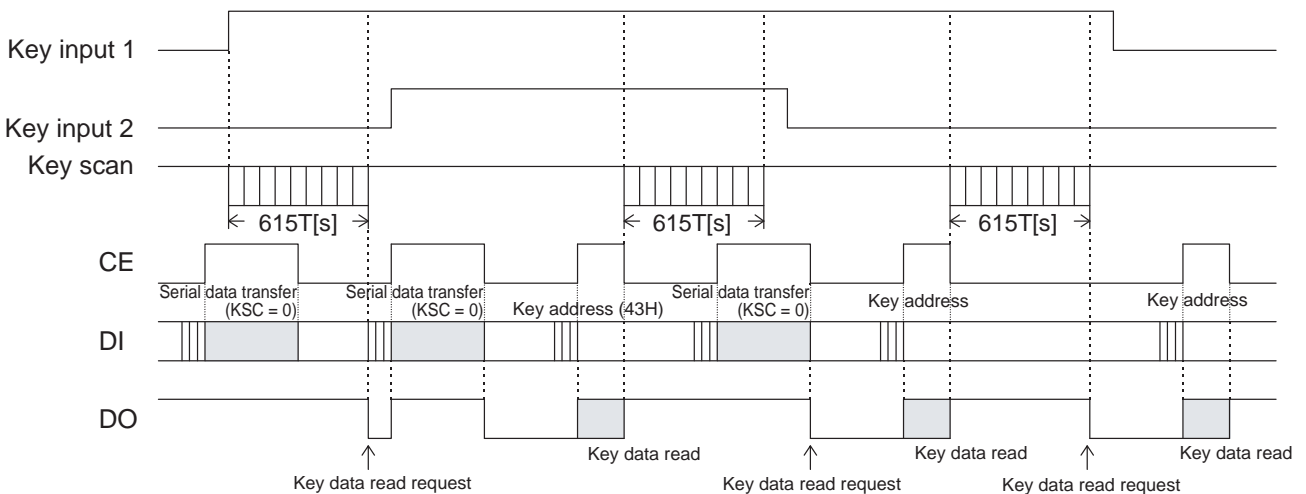 Key input 1
Key input 2
Key scan
615T[s] 615T[s] 615T[s]
CE
Serial data transfer (KSC = 0) Serial data transfer (KSC = 0) Key address (43H) Serial data transfer (KSC = 0) Key address Key address
DI
DO
Key data read Key data read Key data read
Key data read request Key data read request Key data read request